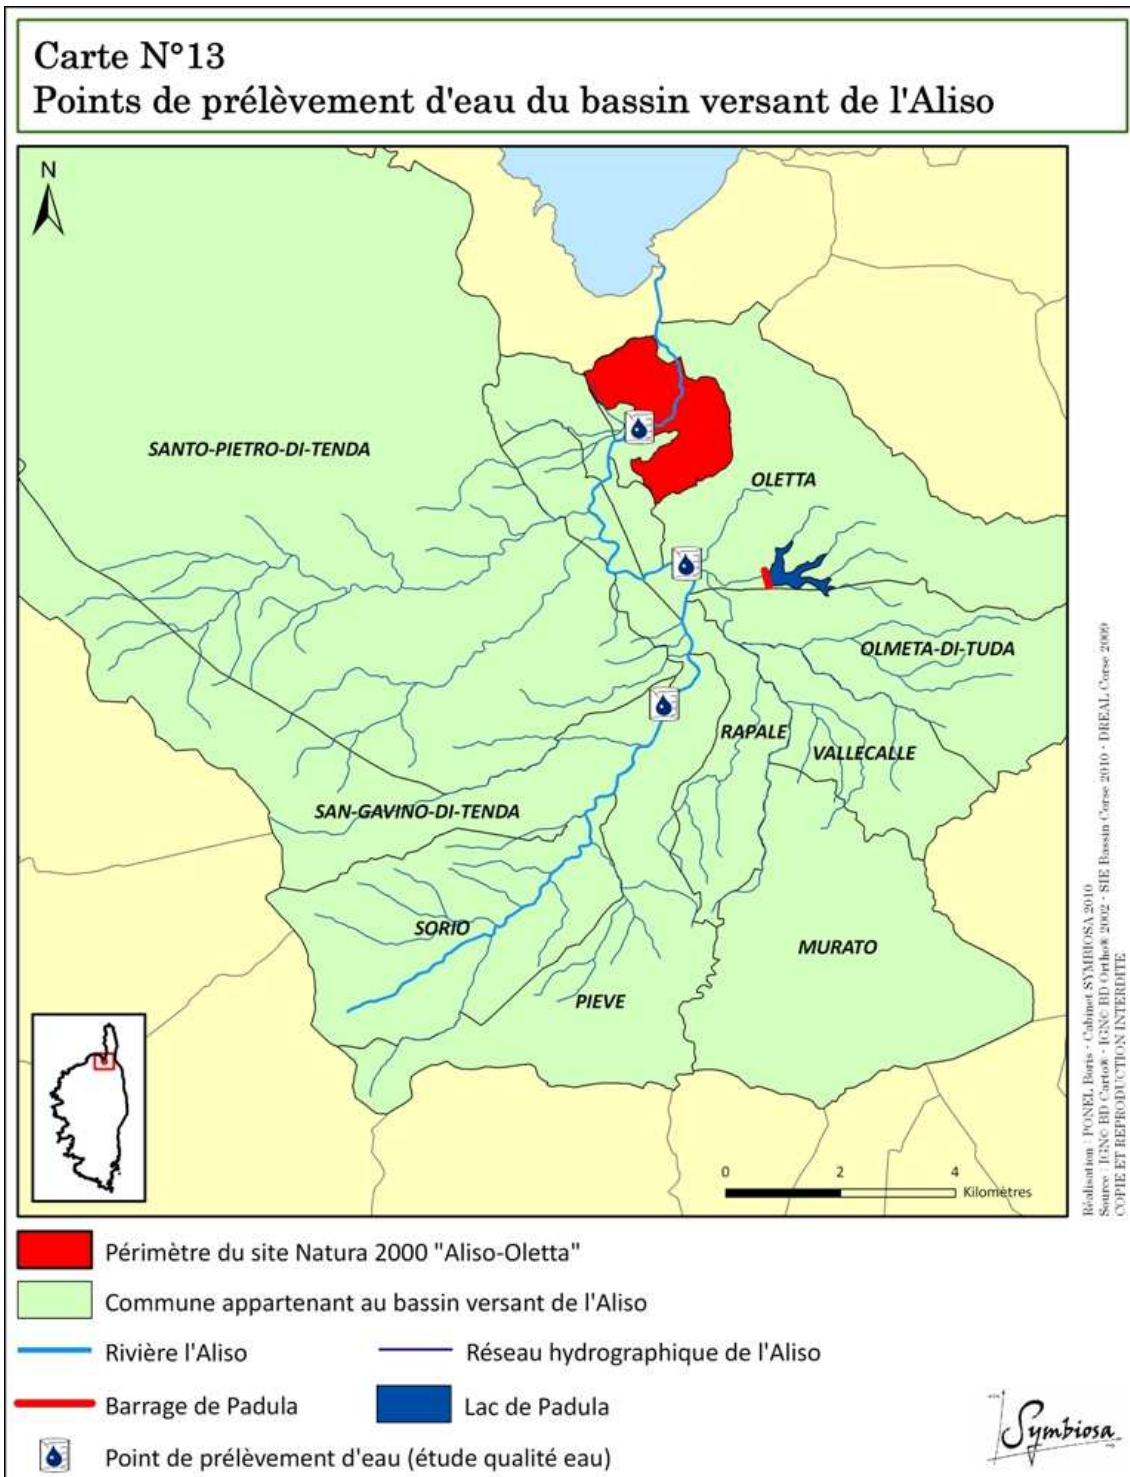 Carte N°13
Points de prélèvement d'eau du bassin versant de l'Aliso
N
SANTO-PIETRO-DI-TENDA
OLETTA
OLMETA-DI-TUDA
RAPALE
VALLECALLE
SAN-GAVINO-DI-TENDA
SORIO
MURATO
PIEVE
0 2 4
Kilomètres
Réalisation : PONEL Boris - Cabinet SYMBIOSA 2010
Source : IGN© BD Carto® - IGN© BD Ortho® 2002 - SIE Bassin Corse 2010 - DREAL Corse 2009
COPIE ET REPRODUCTION INTERDITE
Périmètre du site Natura 2000 "Aliso-Oletta"
Commune appartenant au bassin versant de l'Aliso
Rivière l'Aliso
Réseau hydrographique de l'Aliso
Barrage de Padula
Lac de Padula
Point de prélèvement d'eau (étude qualité eau)
Symbiosa